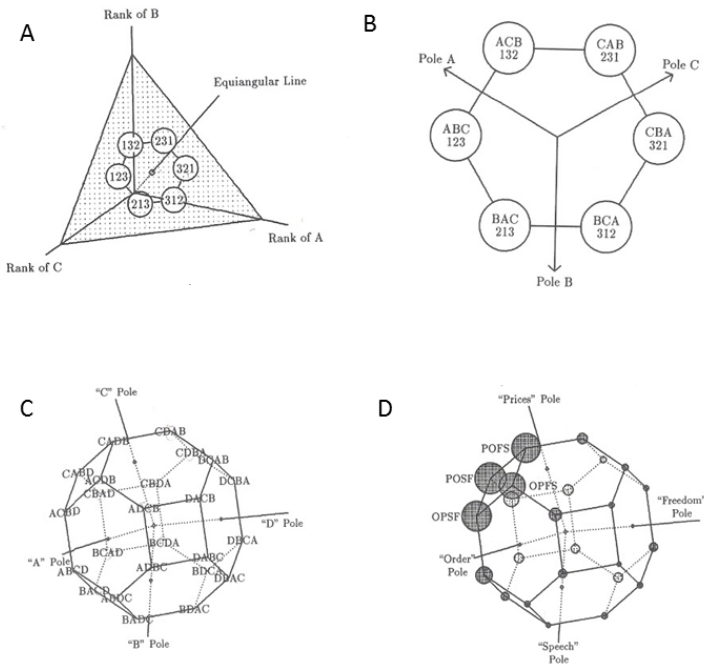 A
Rank of B
Equiangular Line
132
231
123
321
213
312
Rank of A
Rank of C
B
ACB
132
CAB
231
Pole A
Pole C
ABC
123
CBA
321
BAC
213
BCA
312
Pole B
C
"C" Pole
CDAB
CADB
CDBA
DCAB
CABD
ACDB
CBDA
DCBA
CBAD
ACBD
ADCB
DACB
"D" Pole
"A" Pole
BCAD
BCDA
DBCA
ABCD
ADBC
DABC
BDCA
DBAC
BACD
ABDC
BADC
BDAC
"B" Pole
D
"Prices" Pole
POFS
POSF
OPFS
OPSF
"Freedom"
Pole
"Order"
Pole
"Speech"
Pole